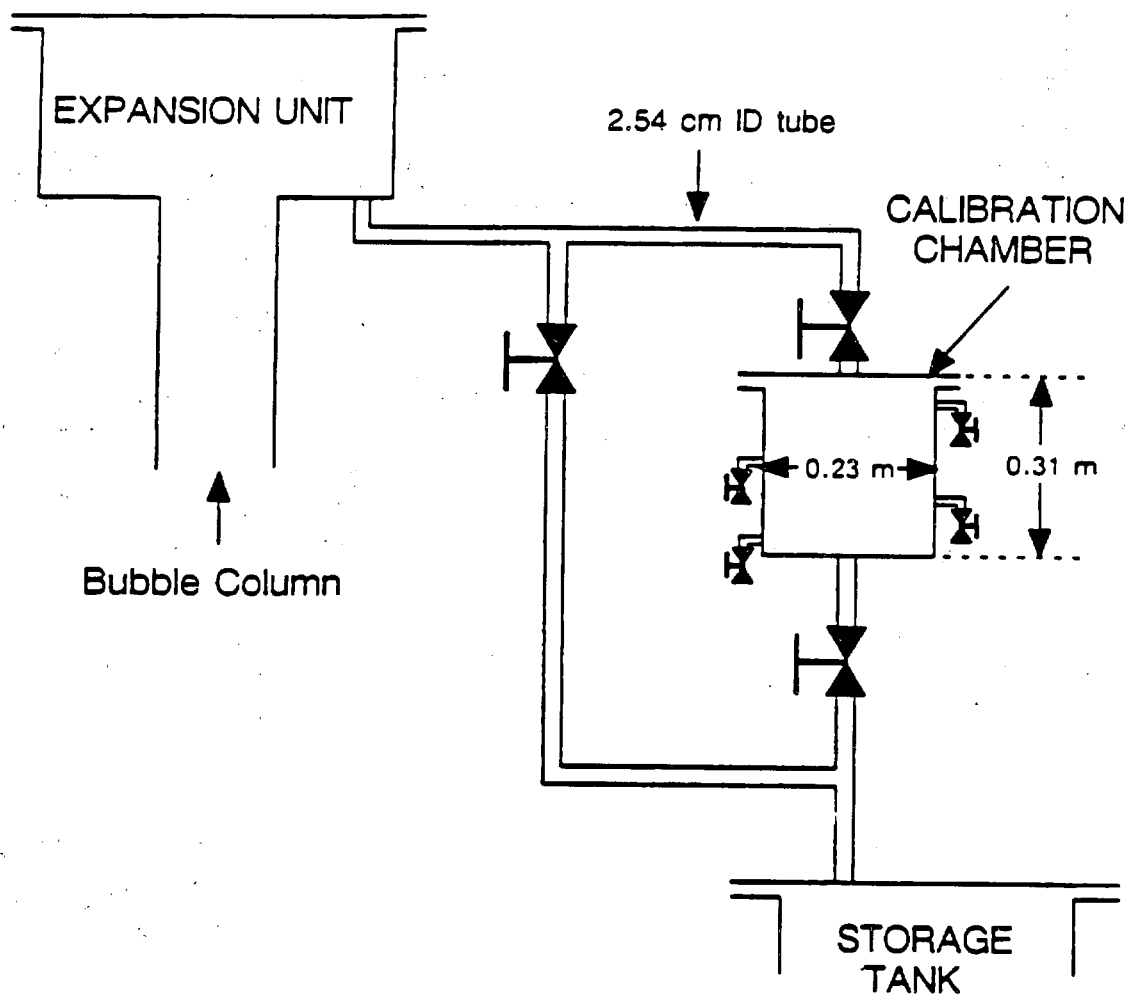 EXPANSION UNIT
2.54 cm ID tube
CALIBRATION
CHAMBER
0.23 m
0.31 m
Bubble Column
STORAGE
TANK